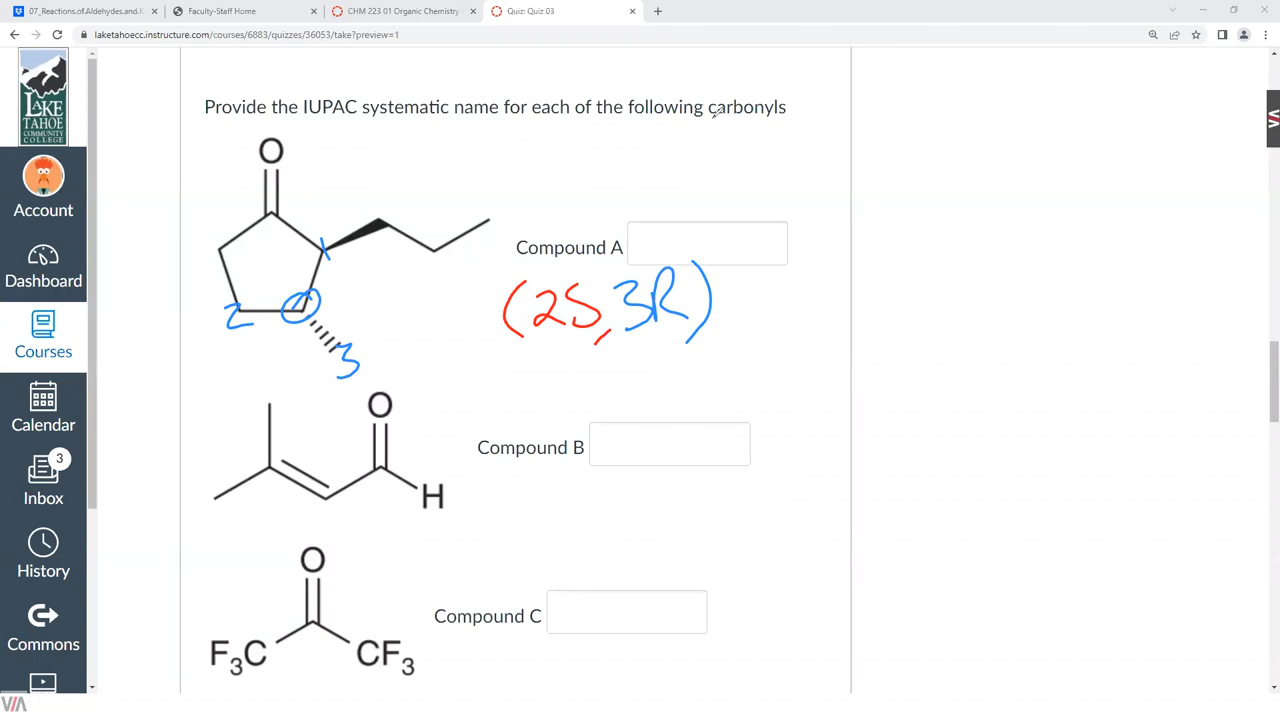 07_Reactions.of.Aldehydes.and.
Faculty-Staff Home
CHM 223 01 Organic Chemistry
Quiz: Quiz 03
laketahoecc.instructure.com/courses/6883/quizzes/36053/take?preview=1
LAKE
TAHOE
COMMUNITY
COLLEGE
Account
Dashboard
Courses
Calendar
3
Inbox
History
Commons
Provide the IUPAC systematic name for each of the following carbonyls
O
1
2
3
Compound A
(2S, 3R)
O
H
Compound B
O
F3C
CF3
Compound C
VIA